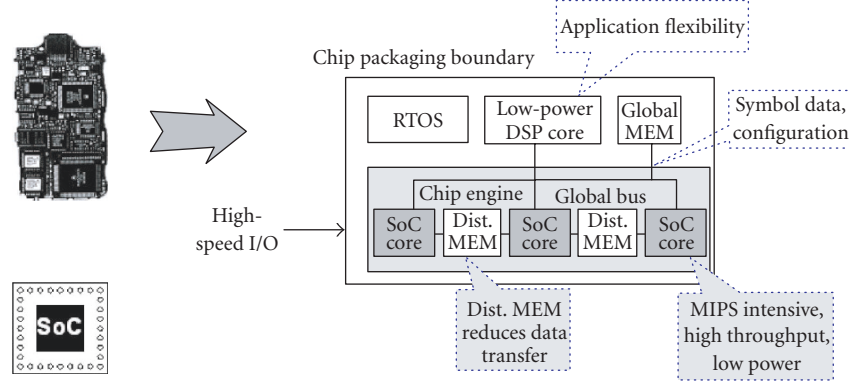 Application flexibility
Chip packaging boundary
RTOS
Low-power
DSP core
Global
MEM
Symbol data,
configuration
Chip engine
Global bus
High-
speed I/O
SoC
core
Dist.
MEM
SoC
core
Dist.
MEM
SoC
core
SoC
Dist. MEM
reduces data
transfer
MIPS intensive,
high throughput,
low power